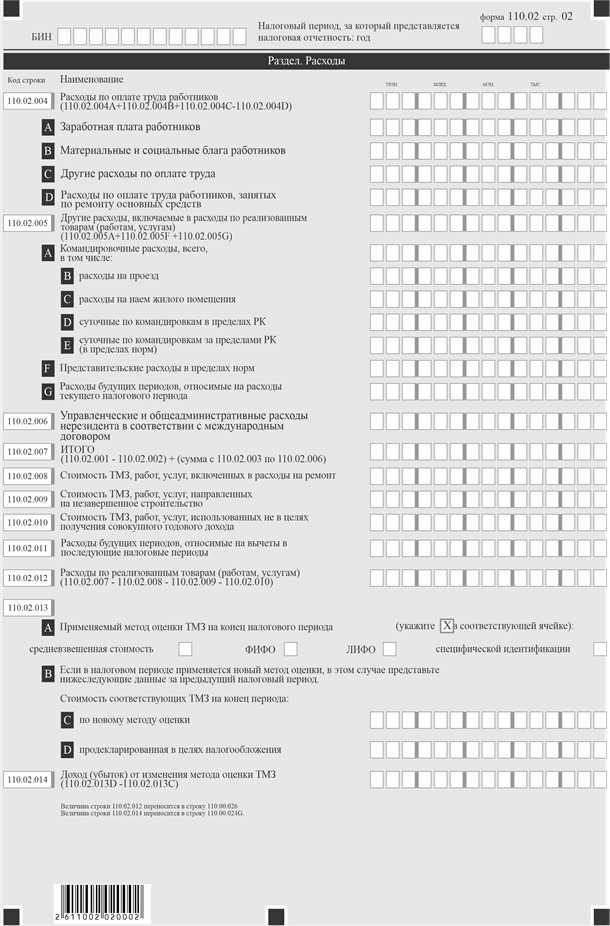 форма 110.02 стр. 02
Налоговый период, за который представляется
БИН налоговая отчетность: год
Раздел. Расходы
Код строки Наименование
трлн млрд млн тыс
110.02.004 Расходы по оплате труда работников
(110.02.004A+110.02.004B+110.02.004C-110.02.004D)
A Заработная плата работников
B Материальные и социальные блага работников
C Другие расходы по оплате труда
D Расходы по оплате труда работников, занятых
по ремонту основных средств
110.02.005 Другие расходы, включаемые в расходы по реализованным
товарам (работам, услугам)
(110.02.005A+110.02.005F +110.02.005G)
A Командировочные расходы, всего,
в том числе:
B расходы на проезд
C расходы на наем жилого помещения
D суточные по командировкам в пределах РК
E суточные по командировкам за пределами РК
(в пределах норм)
F Представительские расходы в пределах норм
G Расходы будущих периодов, относимые на расходы
текущего налогового периода
110.02.006 Управленческие и общеадминистративные расходы
нерезидента в соответствии с международным
договором
110.02.007 ИТОГО
(110.02.001 - 110.02.002) + (сумма с 110.02.003 по 110.02.006)
110.02.008 Стоимость ТМЗ, работ, услуг, включенных в расходы на ремонт
110.02.009 Стоимость ТМЗ, работ, услуг, направленных
на незавершенное строительство
110.02.010 Стоимость ТМЗ, работ, услуг, использованных не в целях
получения совокупного годового дохода
110.02.011 Расходы будущих периодов, относимые на вычеты в
последующие налоговые периоды
110.02.012 Расходы по реализованным товарам (работам, услугам)
(110.02.007 - 110.02.008 - 110.02.009 - 110.02.010)
110.02.013
A Применяемый метод оценки ТМЗ на конец налогового периода (укажите X в соответствующей ячейке):
средневзвешенная стоимость ФИФО ЛИФО специфической идентификации
B Если в налоговом периоде применяется новый метод оценки, в этом случае представьте
нижеследующие данные за предыдущий налоговый период.
Стоимость соответствующих ТМЗ на конец периода:
C по новому методу оценки
D продекларированная в целях налогообложения
110.02.014 Доход (убыток) от изменения метода оценки ТМЗ
(110.02.013D -110.02.013C)
Величина строки 110.02.012 переносится в строку 110.00.026
Величина строки 110.02.014 переносится в строку 110.00.024G.
2 611002 020002